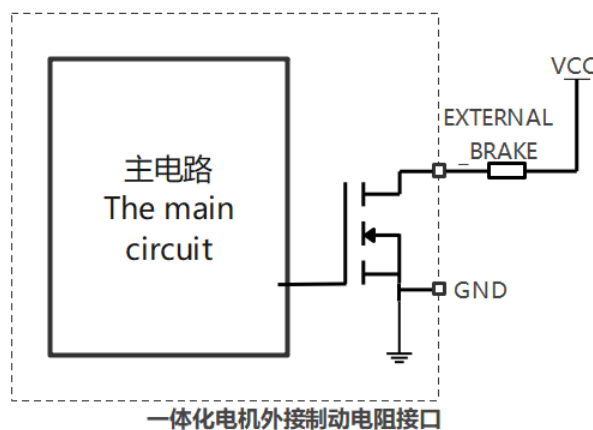 VCC
EXTERNAL
_BRAKE
主电路
The main
circuit
GND
一体化电机外接制动电阻接口